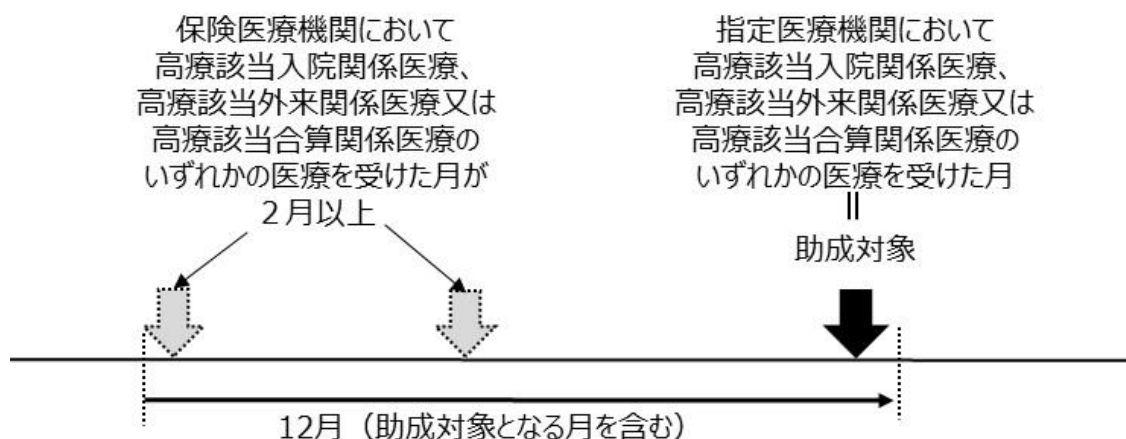 保険医療機関において
高療該当入院関係医療、
高療該当外来関係医療又は
高療該当合算関係医療の
いずれかの医療を受けた月が
２月以上
指定医療機関において
高療該当入院関係医療、
高療該当外来関係医療又は
高療該当合算関係医療の
いずれかの医療を受けた月
||
助成対象
12月（助成対象となる月を含む）